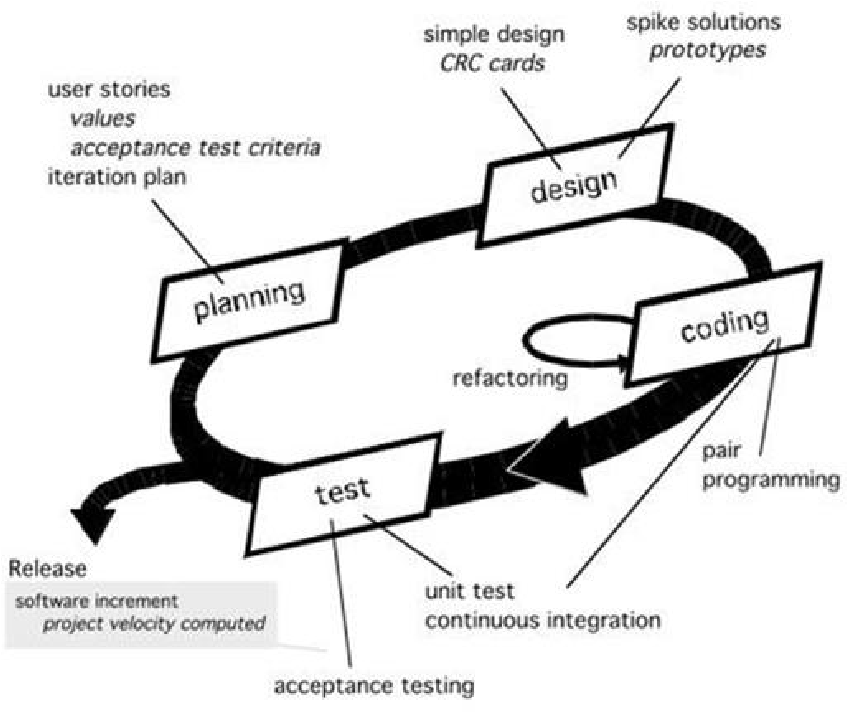 simple design
CRC cards
spike solutions
prototypes
user stories
values
acceptance test criteria
iteration plan
design
planning
coding
refactoring
pair
programming
test
Release
software increment
project velocity computed
unit test
continuous integration
acceptance testing